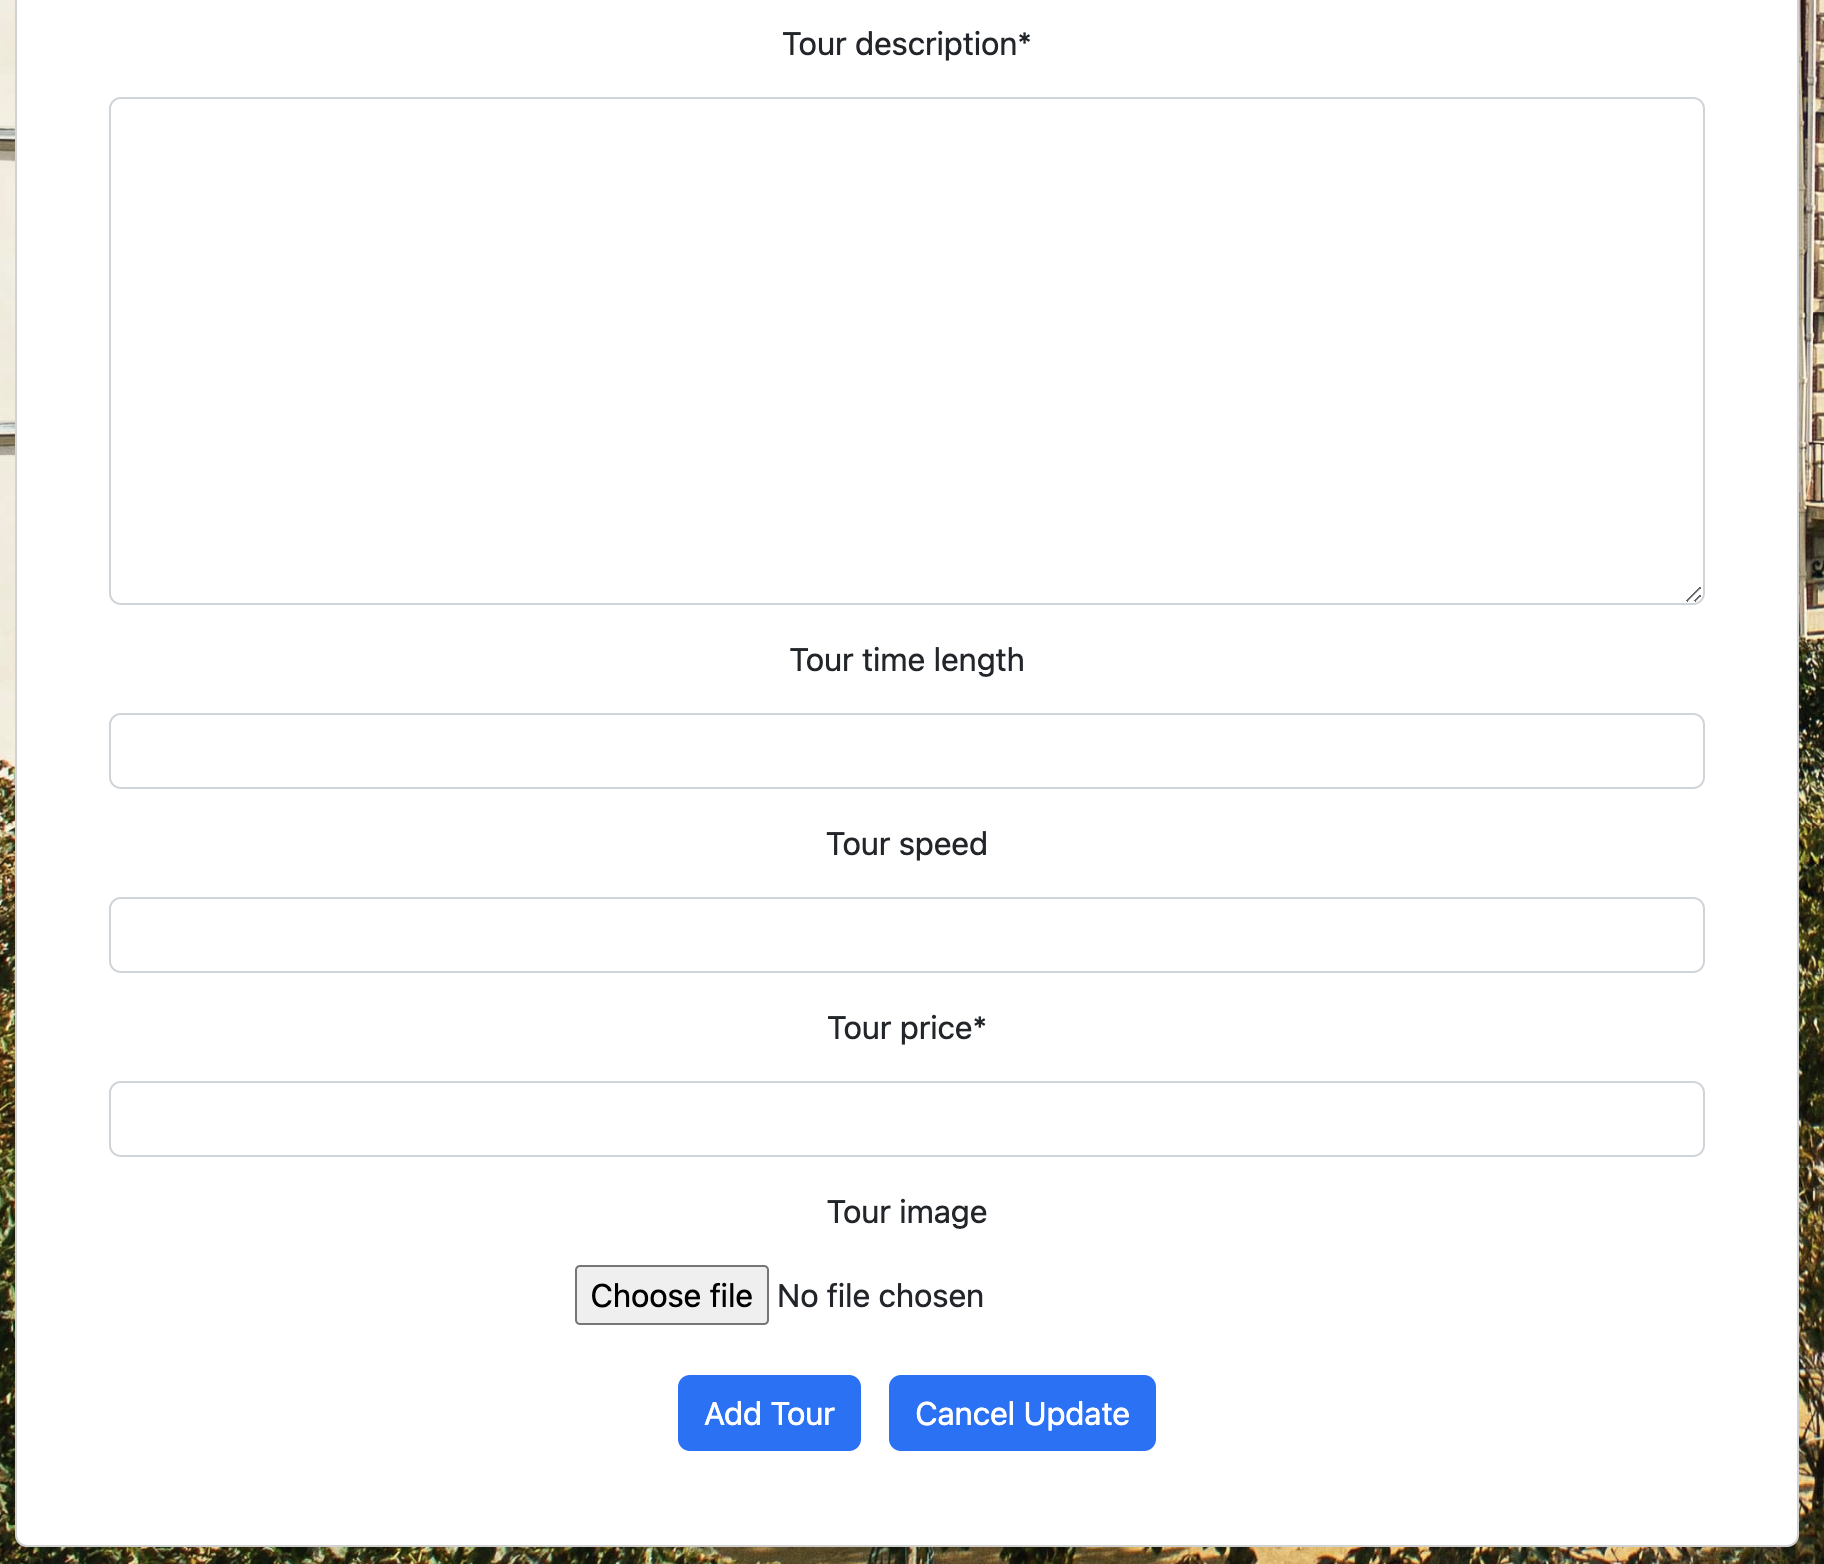 Tour description*
Tour time length
Tour speed
Tour price*
Tour image
Choose file No file chosen
Add Tour Cancel Update